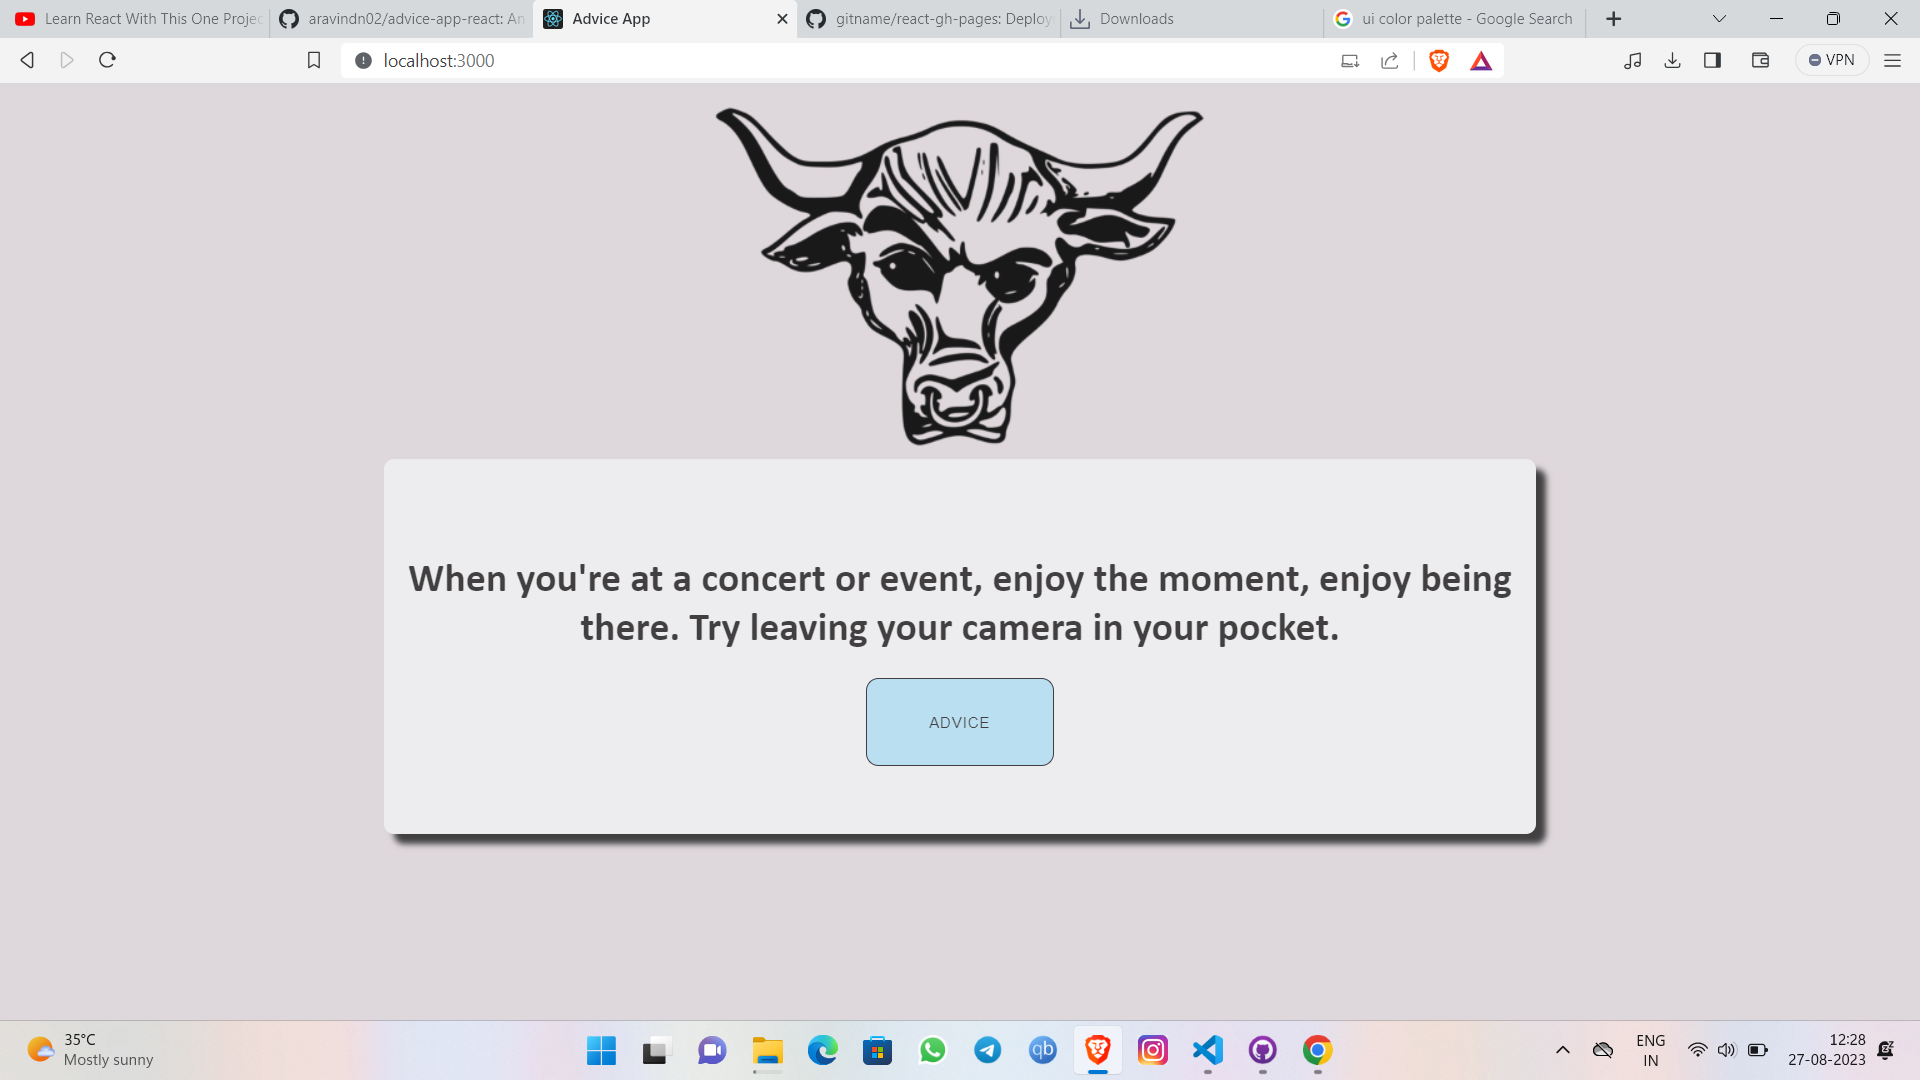 Learn React With This One Projec
aravindn02/advice-app-react: An
Advice App
gitname/react-gh-pages: Deploy
Downloads
ui color palette - Google Search
localhost:3000
VPN
When you're at a concert or event, enjoy the moment, enjoy being
there. Try leaving your camera in your pocket.
ADVICE
35°C
Mostly sunny
qb
ENG
IN
12:28
27-08-2023